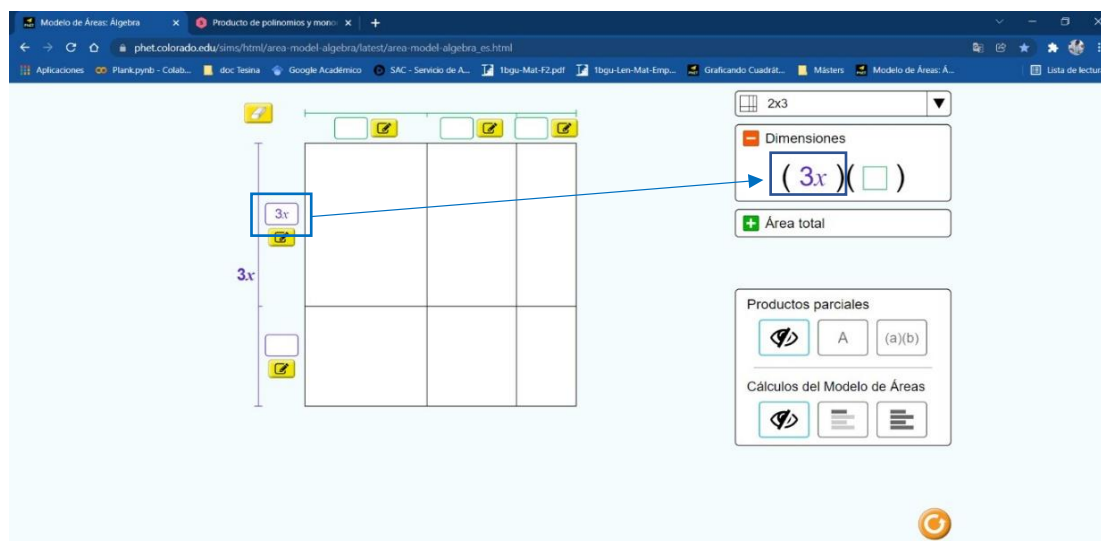 Modelo de Áreas: Álgebra
Producto de polinomios y mono
phet.colorado.edu/sims/html/area-model-algebra/latest/area-model-algebra_es.html
Aplicaciones Plank.pynb - Colab... doc Tesina Google Académico SAC - Servicio de A... 1bgu-Mat-F2.pdf 1bgu-Len-Mat-Emp... Graficando Cuadrát... Másters Modelo de Áreas: Á... Lista de lectura
2x3
Dimensiones
( 3x )( )
3x
Área total
3x
Productos parciales
A (a)(b)
Cálculos del Modelo de Áreas